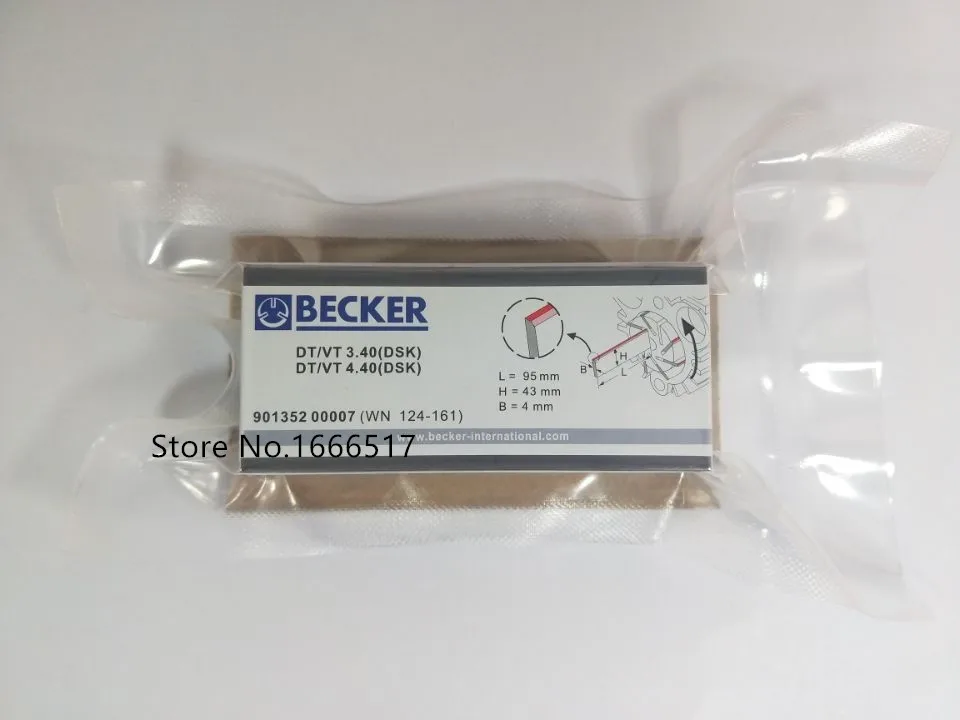 BECKER
DT/VT 3.40(DSK)
DT/VT 4.40(DSK)
901352 00007 (WN 124-161)
L = 95 mm
H = 43 mm
B = 4 mm
B
H
L
www.becker-international.com
Store No.1666517